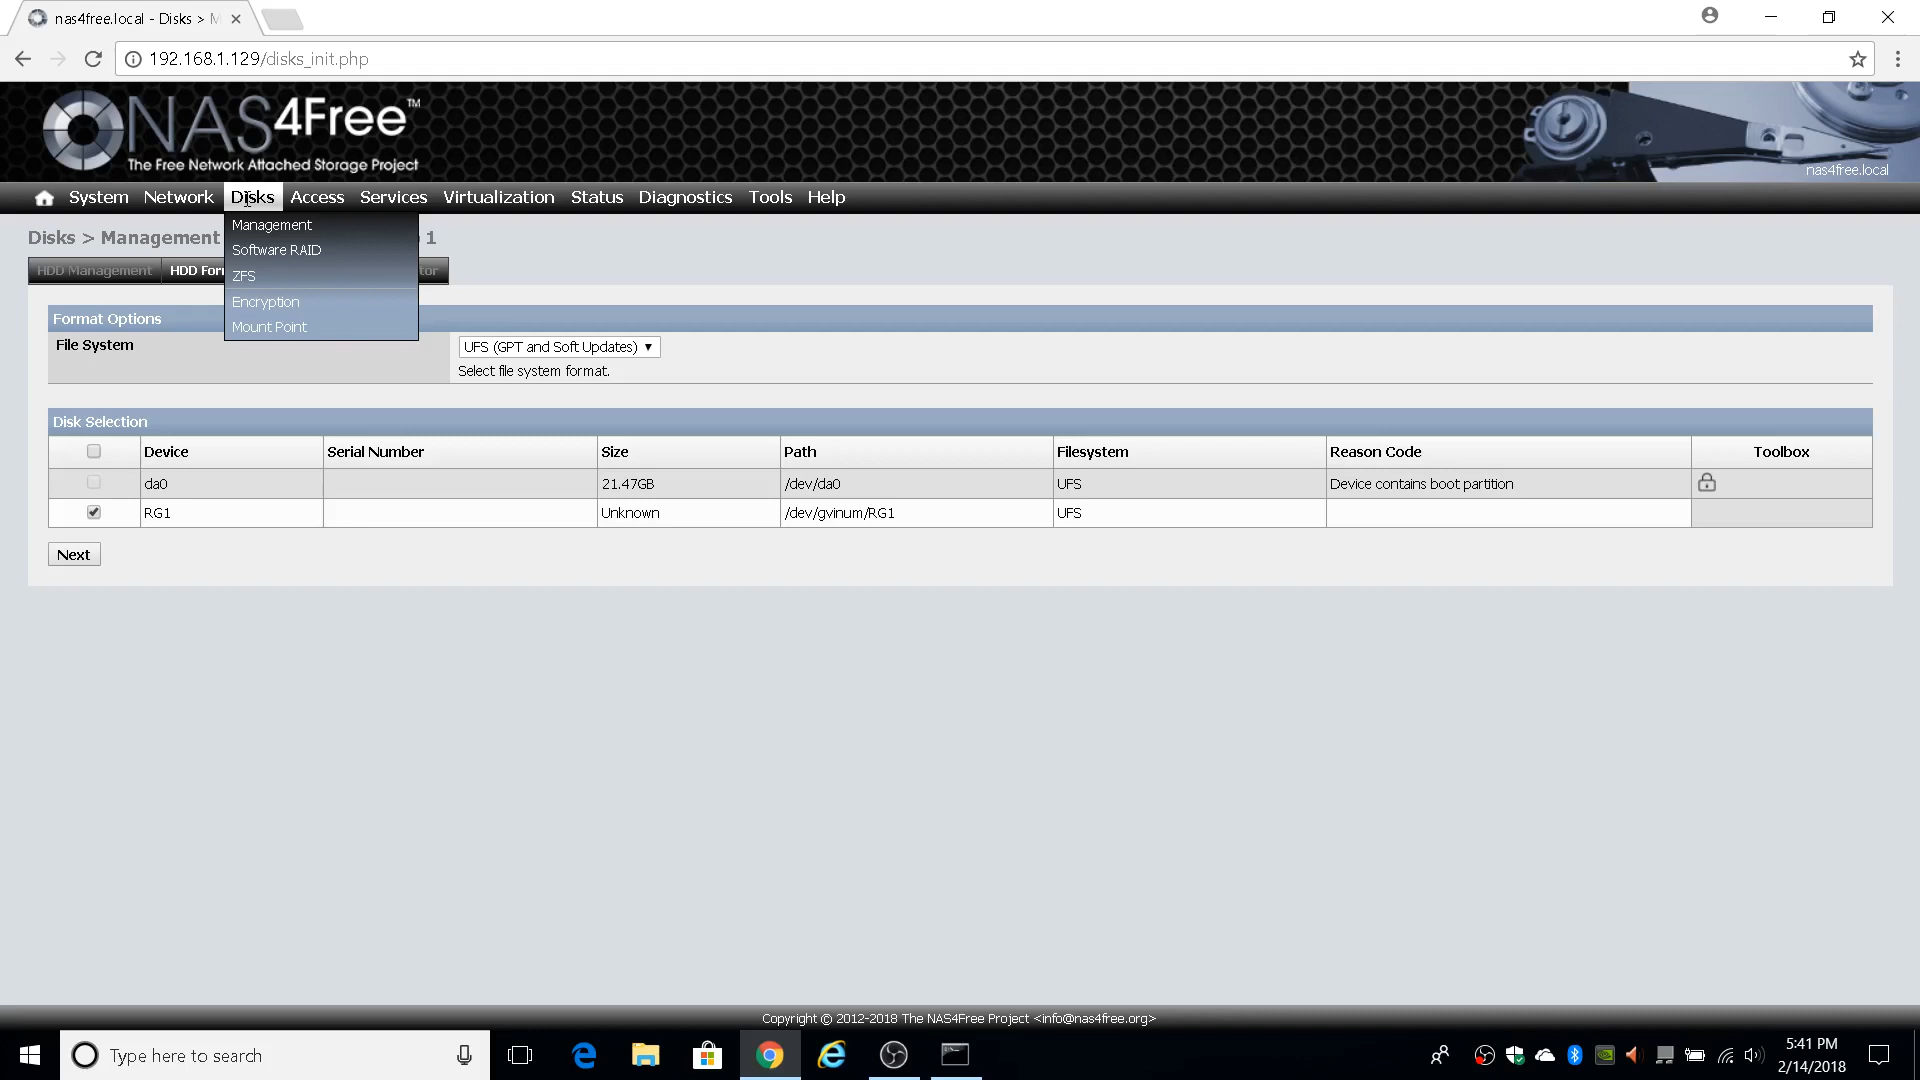 nas4free.local - Disks > M
192.168.1.129/disks_init.php
NAS4Free™
The Free Network Attached Storage Project
nas4free.local
System Network Disks Access Services Virtualization Status Diagnostics Tools Help
Management
Software RAID
ZFS
Encryption
Mount Point
Disks > Management 1
HDD Management HDD For tor
Format Options
File System
UFS (GPT and Soft Updates)
Select file system format.
Disk Selection
Device Serial Number Size Path Filesystem Reason Code Toolbox
da0 21.47GB /dev/da0 UFS Device contains boot partition
RG1 Unknown /dev/gvinum/RG1 UFS
Next
Copyright © 2012-2018 The NAS4Free Project <info@nas4free.org>
Type here to search
5:41 PM
2/14/2018